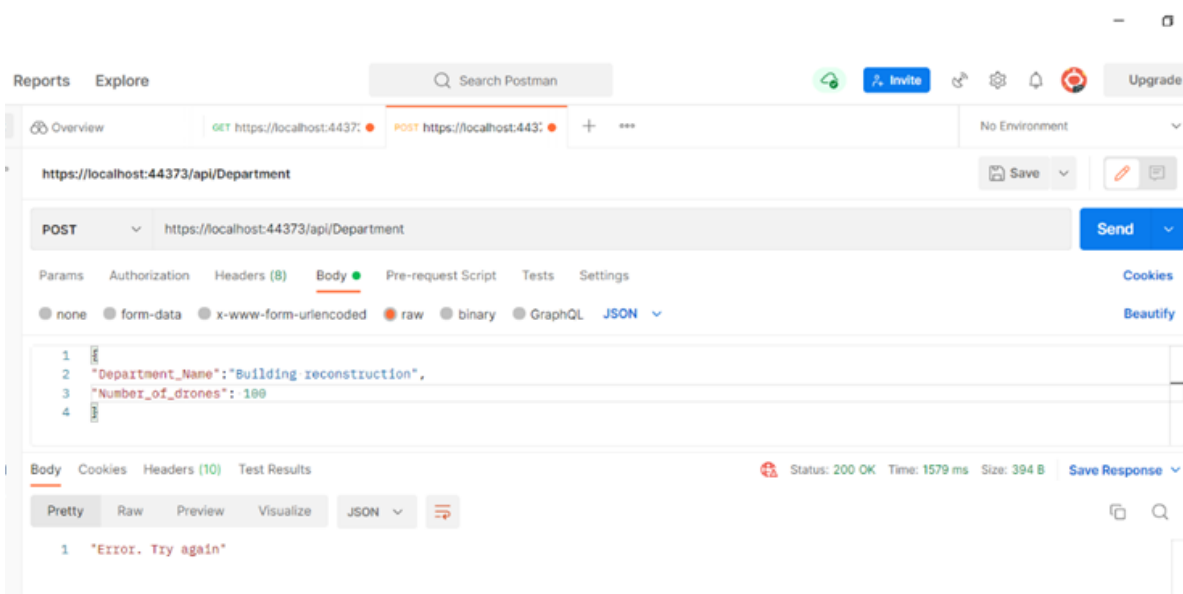 Reports Explore Search Postman Invite Upgrade
Overview GET https://localhost:4437: POST https://localhost:443: + ••• No Environment
https://localhost:44373/api/Department Save
POST https://localhost:44373/api/Department Send
Params Authorization Headers (8) Body Pre-request Script Tests Settings Cookies
none form-data x-www-form-urlencoded raw binary GraphQL JSON Beautify
1 {
2 "Department_Name":"Building reconstruction",
3 "Number_of_drones": 100
4 }
Body Cookies Headers (10) Test Results Status: 200 OK Time: 1579 ms Size: 394 B Save Response
Pretty Raw Preview Visualize JSON
1 "Error. Try again"